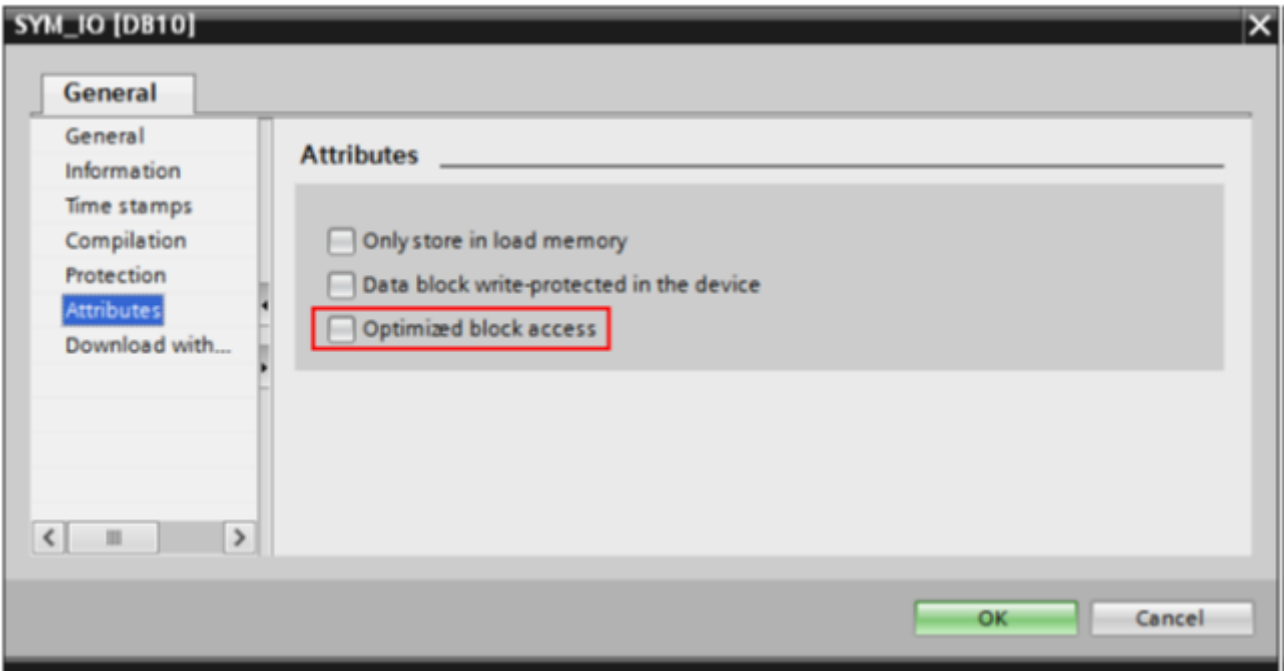 SYM_IO [DB10]
General
General
Information
Time stamps
Compilation
Protection
Attributes
Download with...
Attributes
Only store in load memory
Data block write-protected in the device
Optimized block access
OK
Cancel